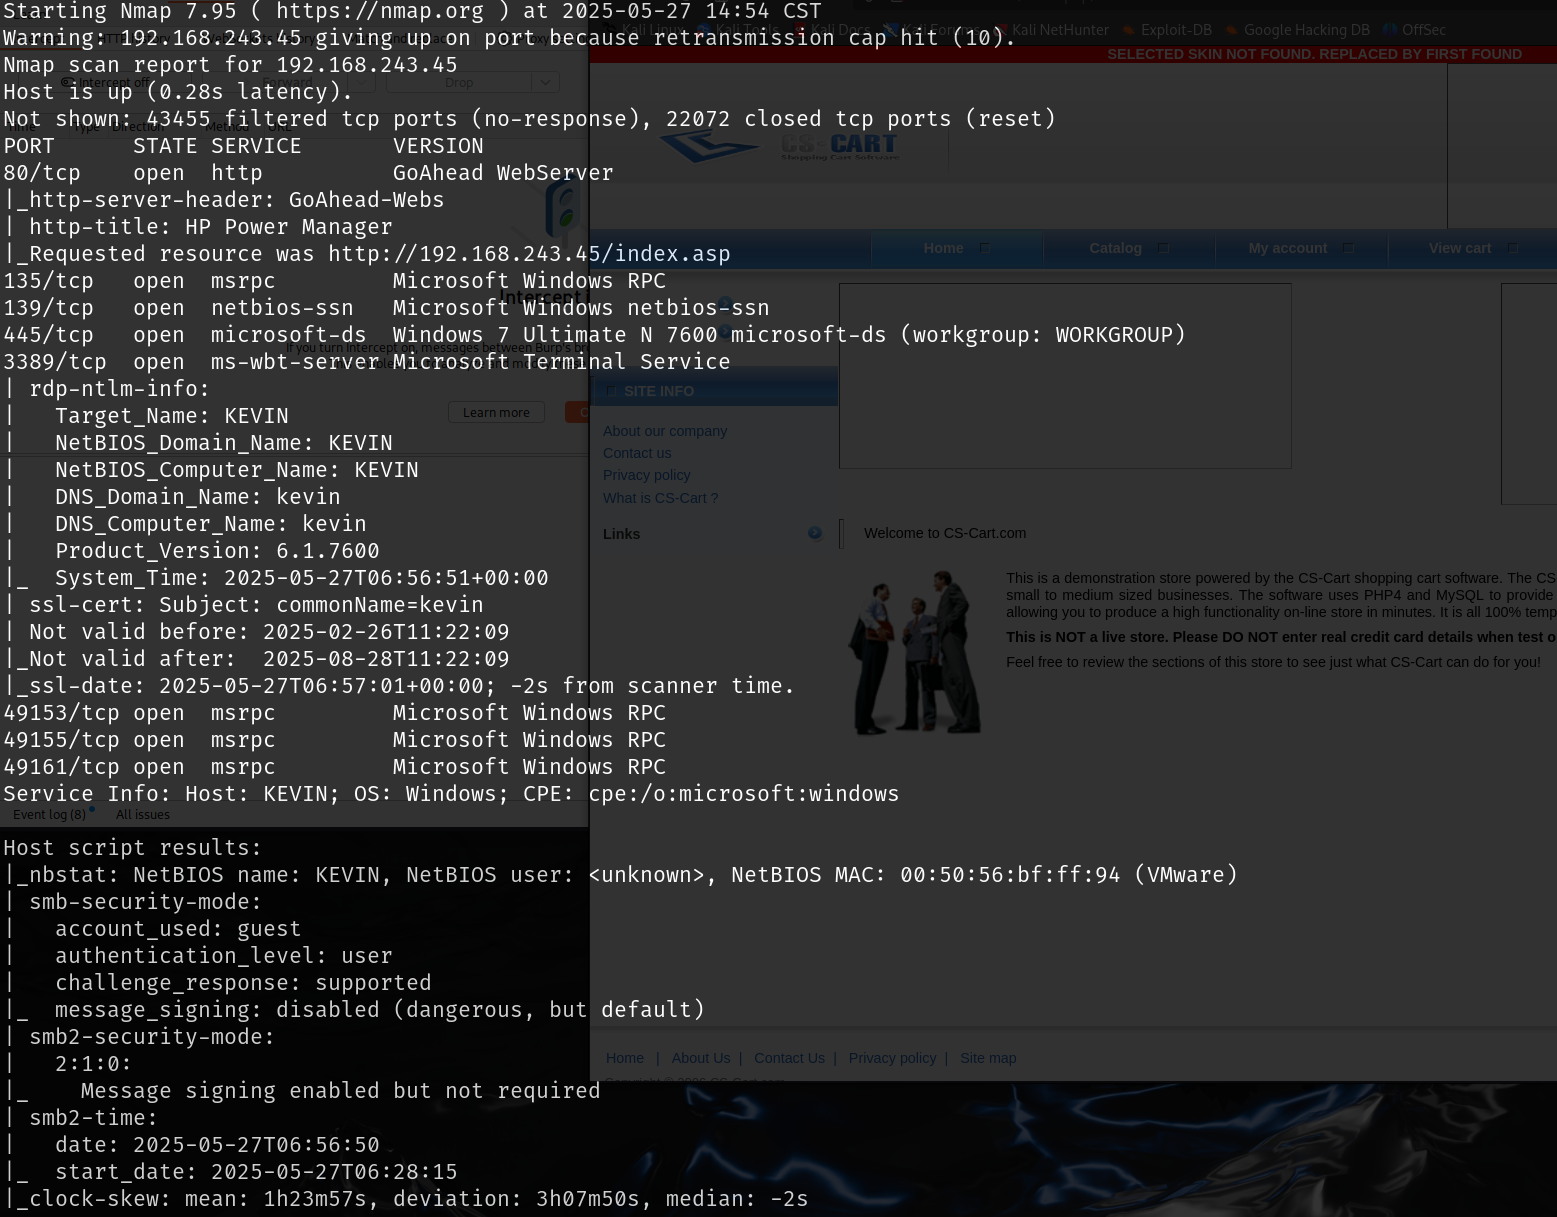 Starting Nmap 7.95 ( https://nmap.org ) at 2025-05-27 14:54 CST
Warning: 192.168.243.45 giving up on port because retransmission cap hit (10).
Nmap scan report for 192.168.243.45
Host is up (0.28s latency).
Not shown: 43455 filtered tcp ports (no-response), 22072 closed tcp ports (reset)
PORT      STATE SERVICE       VERSION
80/tcp    open  http          GoAhead WebServer
|_http-server-header: GoAhead-Webs
| http-title: HP Power Manager
|_Requested resource was http://192.168.243.45/index.asp
135/tcp   open  msrpc         Microsoft Windows RPC
139/tcp   open  netbios-ssn   Microsoft Windows netbios-ssn
445/tcp   open  microsoft-ds  Windows 7 Ultimate N 7600 microsoft-ds (workgroup: WORKGROUP)
3389/tcp  open  ms-wbt-server Microsoft Terminal Service
| rdp-ntlm-info:
|   Target_Name: KEVIN
|   NetBIOS_Domain_Name: KEVIN
|   NetBIOS_Computer_Name: KEVIN
|   DNS_Domain_Name: kevin
|   DNS_Computer_Name: kevin
|   Product_Version: 6.1.7600
|_  System_Time: 2025-05-27T06:56:51+00:00
| ssl-cert: Subject: commonName=kevin
| Not valid before: 2025-02-26T11:22:09
|_Not valid after:  2025-08-28T11:22:09
|_ssl-date: 2025-05-27T06:57:01+00:00; -2s from scanner time.
49153/tcp open  msrpc         Microsoft Windows RPC
49155/tcp open  msrpc         Microsoft Windows RPC
49161/tcp open  msrpc         Microsoft Windows RPC
Service Info: Host: KEVIN; OS: Windows; CPE: cpe:/o:microsoft:windows
Host script results:
|_nbstat: NetBIOS name: KEVIN, NetBIOS user: <unknown>, NetBIOS MAC: 00:50:56:bf:ff:94 (VMware)
| smb-security-mode:
|   account_used: guest
|   authentication_level: user
|   challenge_response: supported
|_  message_signing: disabled (dangerous, but default)
| smb2-security-mode:
|   2:1:0:
|_    Message signing enabled but not required
| smb2-time:
|   date: 2025-05-27T06:56:50
|_  start_date: 2025-05-27T06:28:15
|_clock-skew: mean: 1h23m57s, deviation: 3h07m50s, median: -2s
Kali Linux Kali Tools Kali Docs Kali Forums Kali NetHunter Exploit-DB Google Hacking DB OffSec
SELECTED SKIN NOT FOUND. REPLACED BY FIRST FOUND
Intercept off Forward Drop
Time Type Direction Method URL
CS-CART
Shopping Cart Software
Home Catalog My account View cart
Learn more
SITE INFO
About our company
Contact us
Privacy policy
What is CS-Cart ?
Links
Welcome to CS-Cart.com
This is a demonstration store powered by the CS-Cart shopping cart software. The CS
small to medium sized businesses. The software uses PHP4 and MySQL to provide
allowing you to produce a high functionality on-line store in minutes. It is all 100% temp
This is NOT a live store. Please DO NOT enter real credit card details when test o
Feel free to review the sections of this store to see just what CS-Cart can do for you!
Event log (8) All issues
Home | About Us | Contact Us | Privacy policy | Site map